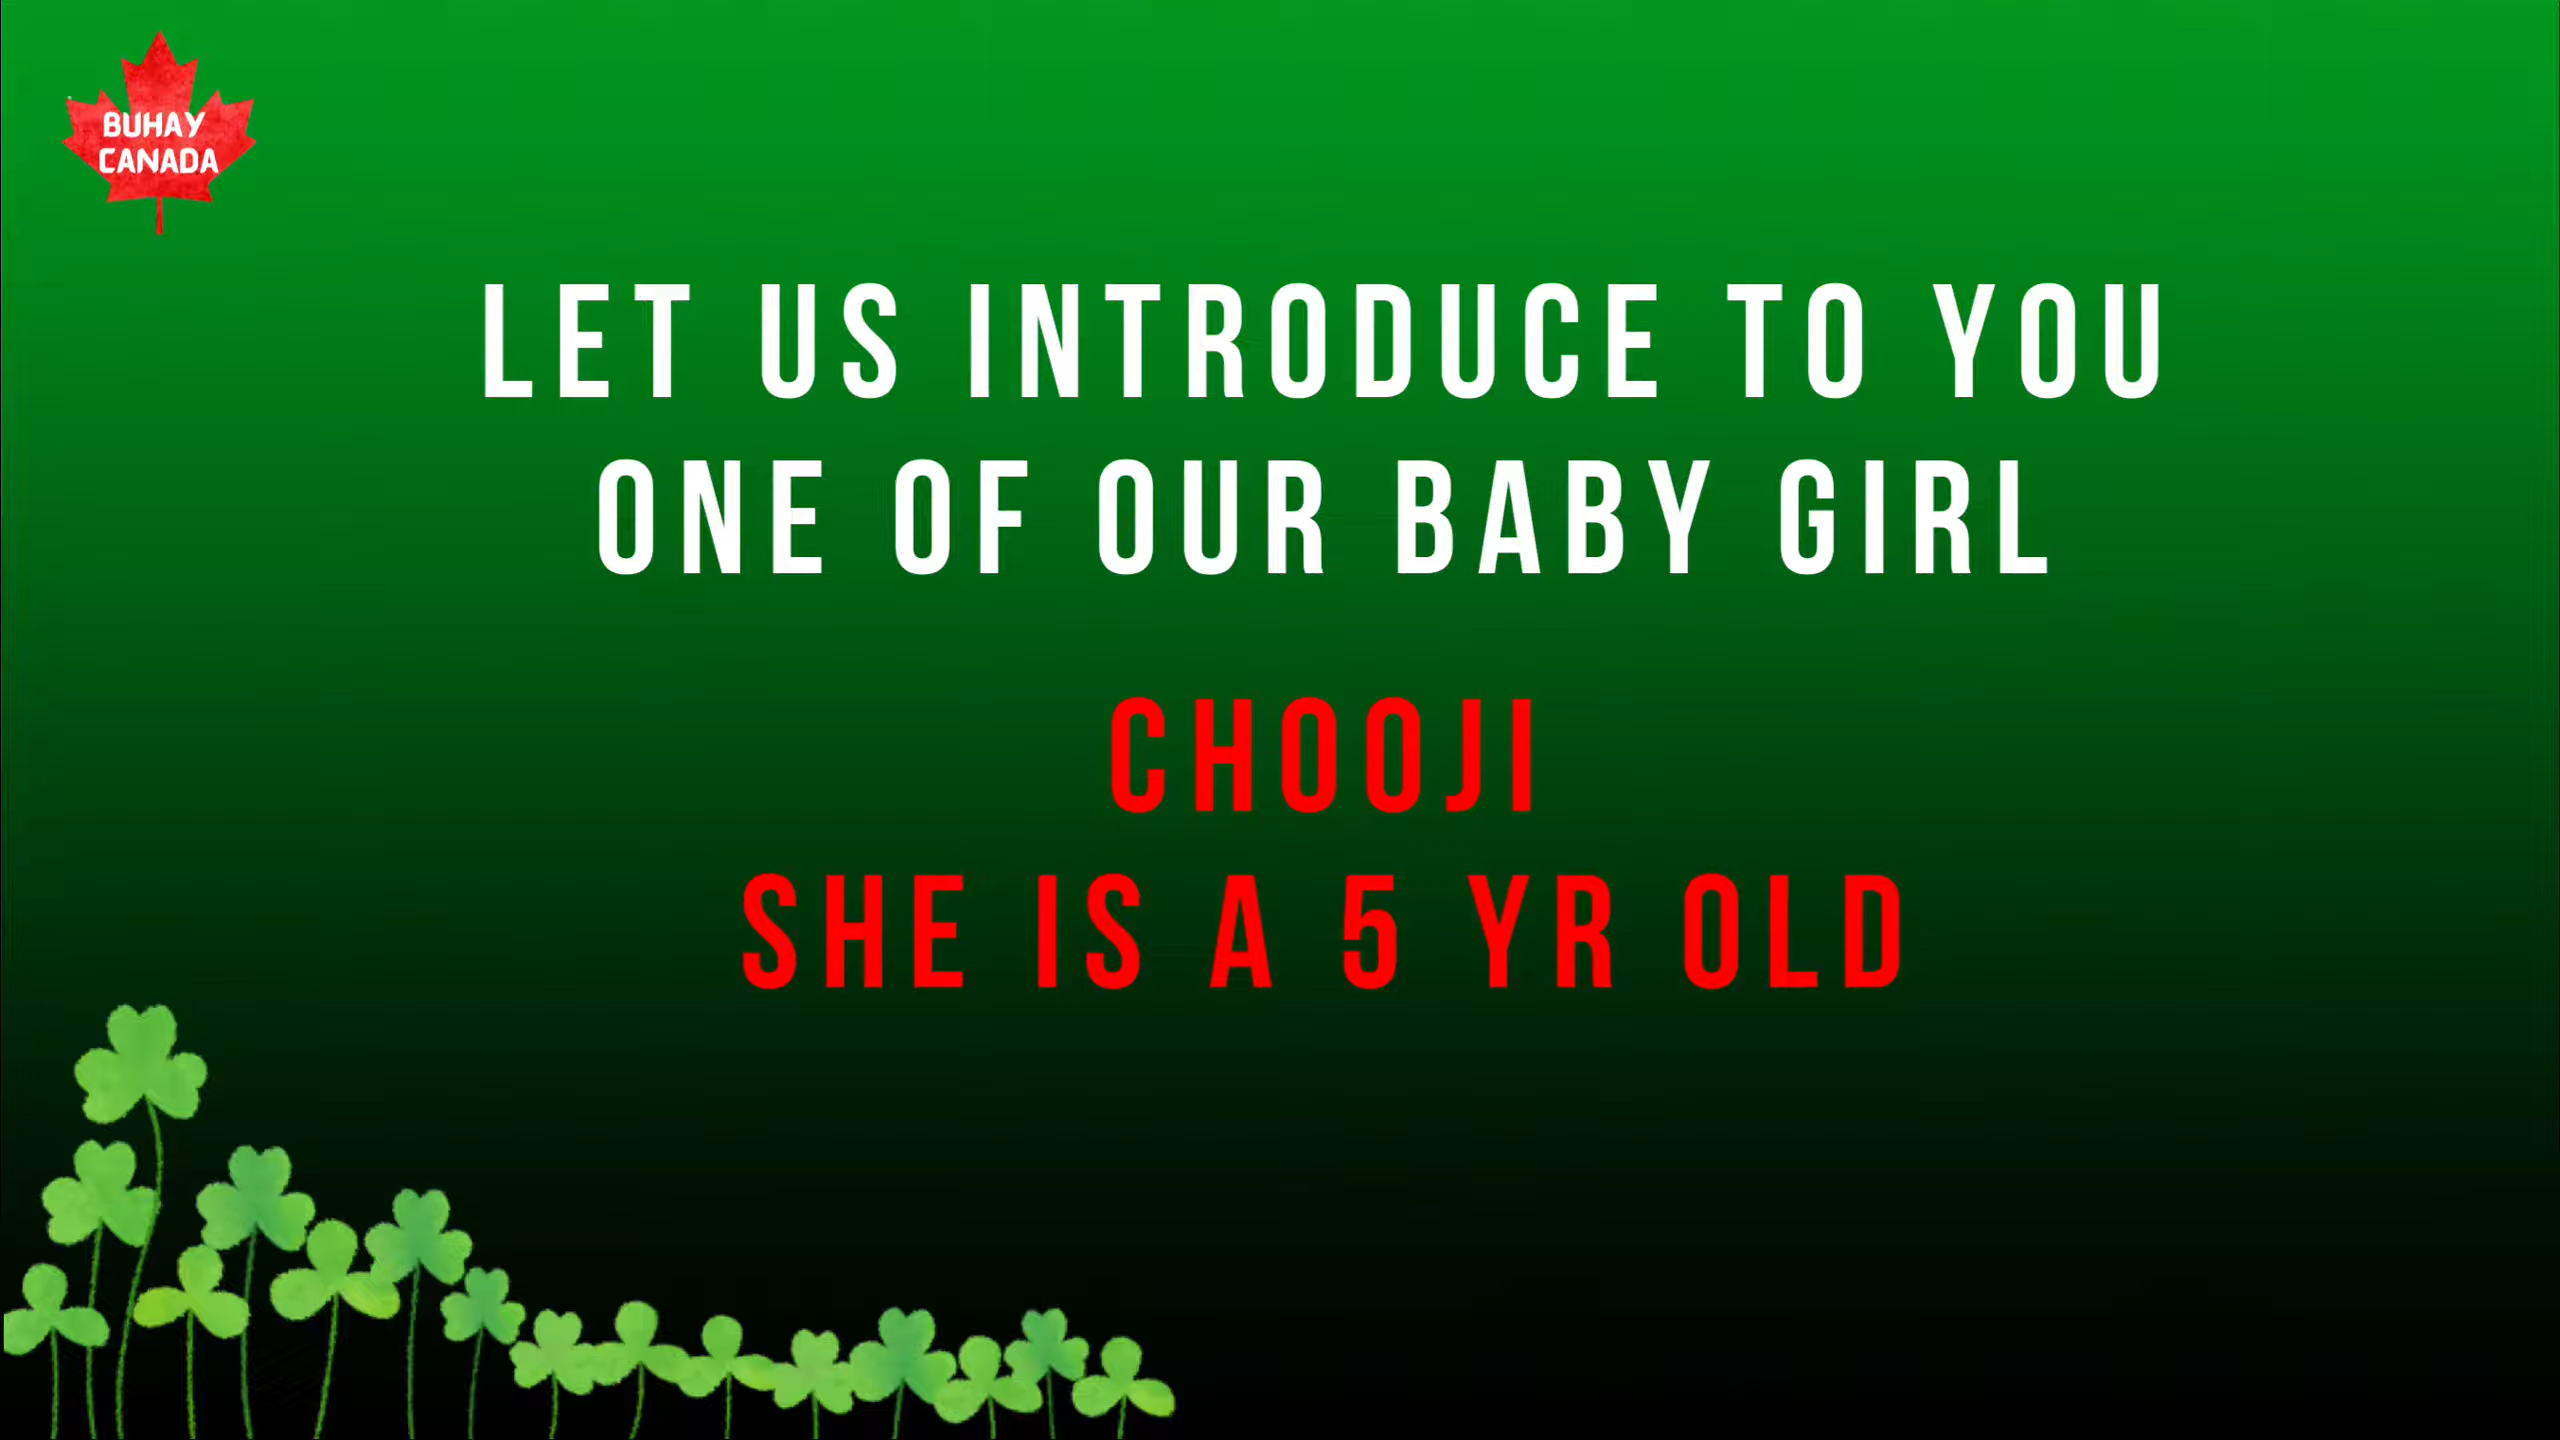 BUHAY
CANADA
LET US INTRODUCE TO YOU
ONE OF OUR BABY GIRL
CHOOJI
SHE IS A 5 YR OLD